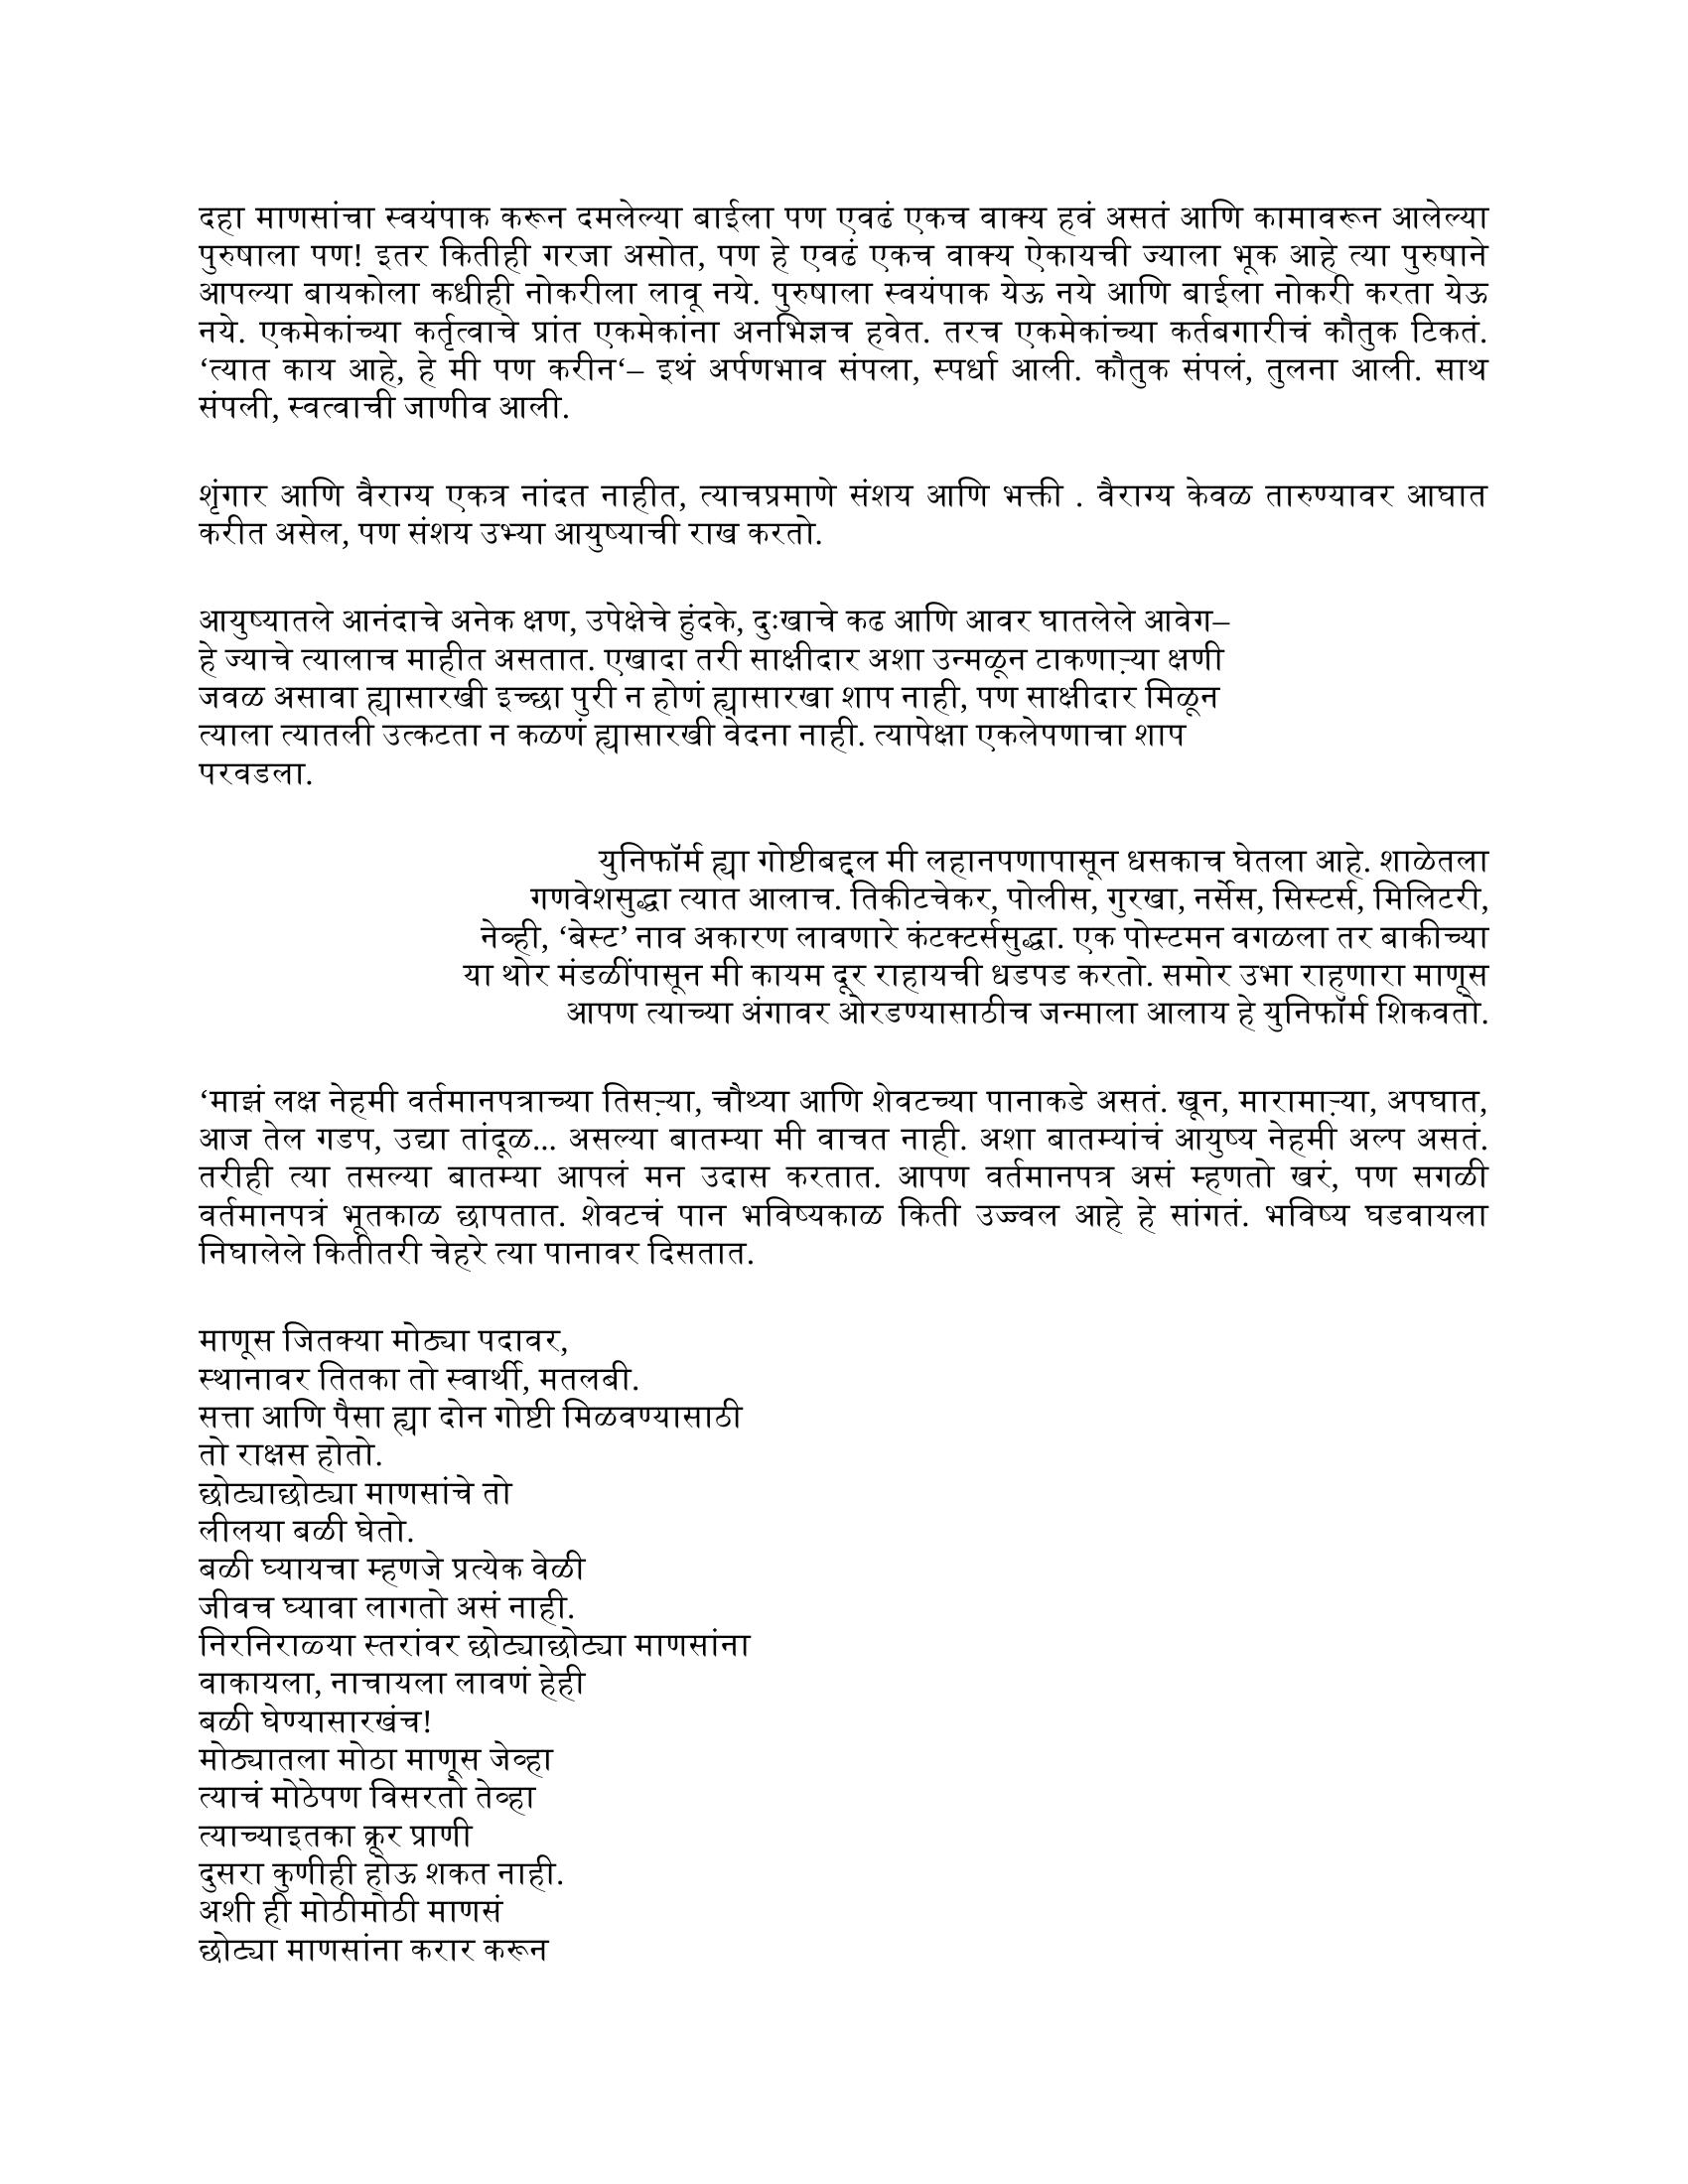 दहा माणसांचा स्वयंपाक करून दमलेल्या बाईला पण एवढं एकच वाक्य हवं असतं आणि कामावरून आलेल्या
पुरुषाला पण! इतर कितीही गरजा असोत, पण हे एवढं एकच वाक्य ऐकायची ज्याला भूक आहे त्या पुरुषाने
आपल्या बायकोला कधीही नोकरीला लावू नये. पुरुषाला स्वयंपाक येऊ नये आणि बाईला नोकरी करता येऊ
नये. एकमेकांच्या कर्तृत्वाचे प्रांत एकमेकांना अनभिज्ञच हवेत. तरच एकमेकांच्या कर्तबगारीचं कौतुक टिकतं.
‘त्यात काय आहे, हे मी पण करीन‘– इथं अर्पणभाव संपला, स्पर्धा आली. कौतुक संपलं, तुलना आली. साथ
संपली, स्वत्वाची जाणीव आली.
शृंगार आणि वैराग्य एकत्र नांदत नाहीत, त्याचप्रमाणे संशय आणि भक्ती . वैराग्य केवळ तारुण्यावर आघात
करीत असेल, पण संशय उभ्या आयुष्याची राख करतो.
आयुष्यातले आनंदाचे अनेक क्षण, उपेक्षेचे हुंदके, दुःखाचे कढ आणि आवर घातलेले आवेग–
हे ज्याचे त्यालाच माहीत असतात. एखादा तरी साक्षीदार अशा उन्मळून टाकणाऱ्या क्षणी
जवळ असावा ह्यासारखी इच्छा पुरी न होणं ह्यासारखा शाप नाही, पण साक्षीदार मिळून
त्याला त्यातली उत्कटता न कळणं ह्यासारखी वेदना नाही. त्यापेक्षा एकलेपणाचा शाप
परवडला.
युनिफॉर्म ह्या गोष्टीबद्दल मी लहानपणापासून धसकाच घेतला आहे. शाळेतला
गणवेशसुद्धा त्यात आलाच. तिकीटचेकर, पोलीस, गुरखा, नर्सेस, सिस्टर्स, मिलिटरी,
नेव्ही, ‘बेस्ट’ नाव अकारण लावणारे कंटक्टर्ससुद्धा. एक पोस्टमन वगळला तर बाकीच्या
या थोर मंडळींपासून मी कायम दूर राहायची धडपड करतो. समोर उभा राहणारा माणूस
आपण त्याच्या अंगावर ओरडण्यासाठीच जन्माला आलाय हे युनिफॉर्म शिकवतो.
‘माझं लक्ष नेहमी वर्तमानपत्राच्या तिसऱ्या, चौथ्या आणि शेवटच्या पानाकडे असतं. खून, मारामाऱ्या, अपघात,
आज तेल गडप, उद्या तांदूळ... असल्या बातम्या मी वाचत नाही. अशा बातम्यांचं आयुष्य नेहमी अल्प असतं.
तरीही त्या तसल्या बातम्या आपलं मन उदास करतात. आपण वर्तमानपत्र असं म्हणतो खरं, पण सगळी
वर्तमानपत्रं भूतकाळ छापतात. शेवटचं पान भविष्यकाळ किती उज्ज्वल आहे हे सांगतं. भविष्य घडवायला
निघालेले कितीतरी चेहरे त्या पानावर दिसतात.
माणूस जितक्या मोठ्या पदावर,
स्थानावर तितका तो स्वार्थी, मतलबी.
सत्ता आणि पैसा ह्या दोन गोष्टी मिळवण्यासाठी
तो राक्षस होतो.
छोट्याछोट्या माणसांचे तो
लीलया बळी घेतो.
बळी घ्यायचा म्हणजे प्रत्येक वेळी
जीवच घ्यावा लागतो असं नाही.
निरनिराळ्या स्तरांवर छोट्याछोट्या माणसांना
वाकायला, नाचायला लावणं हेही
बळी घेण्यासारखंच!
मोठ्यातला मोठा माणूस जेव्हा
त्याचं मोठेपण विसरतो तेव्हा
त्याच्याइतका क्रूर प्राणी
दुसरा कुणीही होऊ शकत नाही.
अशी ही मोठीमोठी माणसं
छोट्या माणसांना करार करून